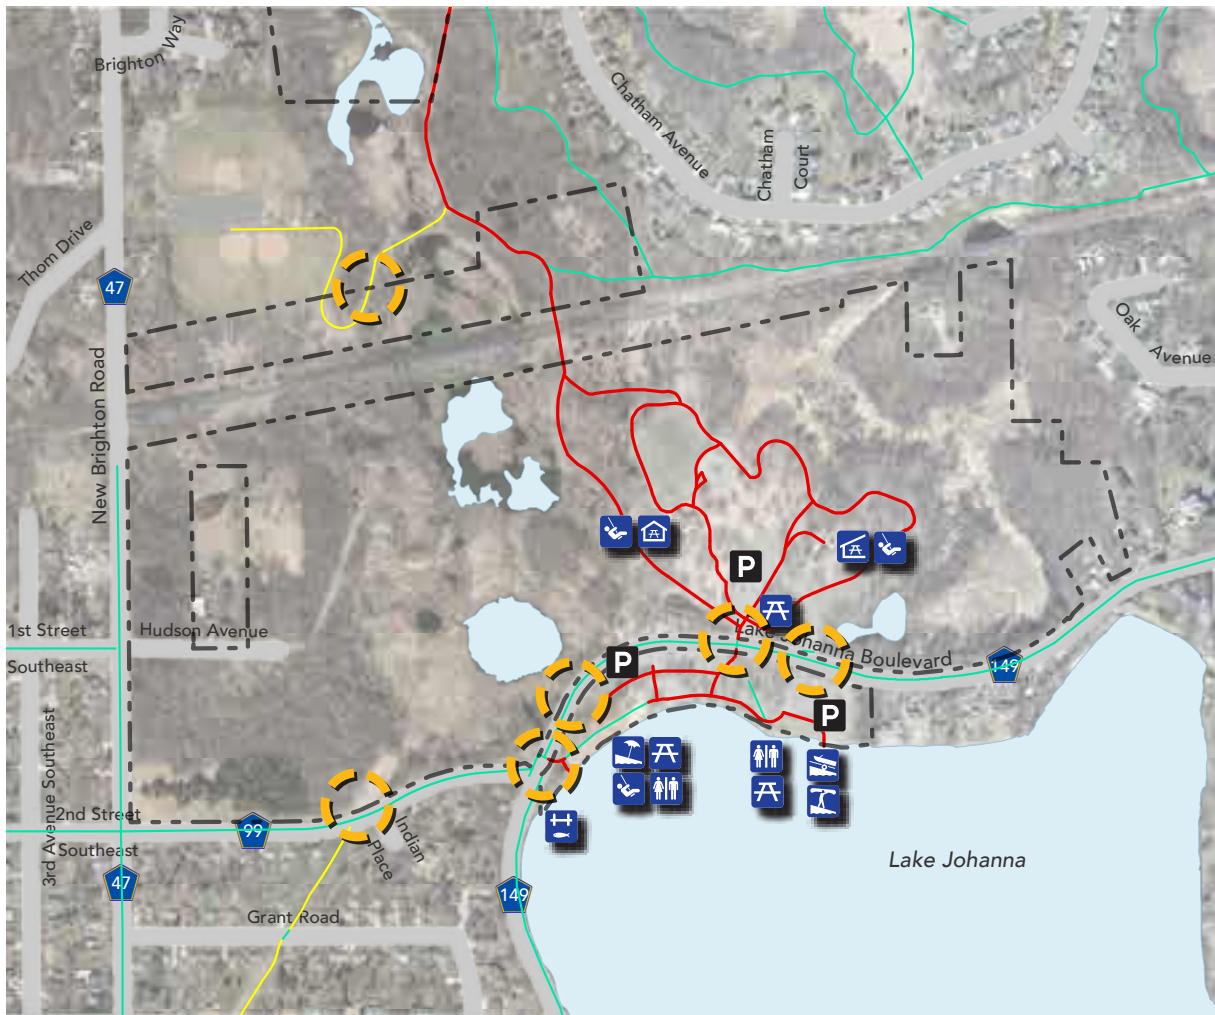 Brighton Way
Chatham Avenue
Chatham
Court
Thom Drive
47
Oak
Avenue
New Brighton Road
P
1st Street
Southeast
Hudson Avenue
Lake Johanna Boulevard
P
149
P
3rd Avenue Southeast
2nd Street
Southeast
99
Indian
Place
47
149
Lake Johanna
Grant Road